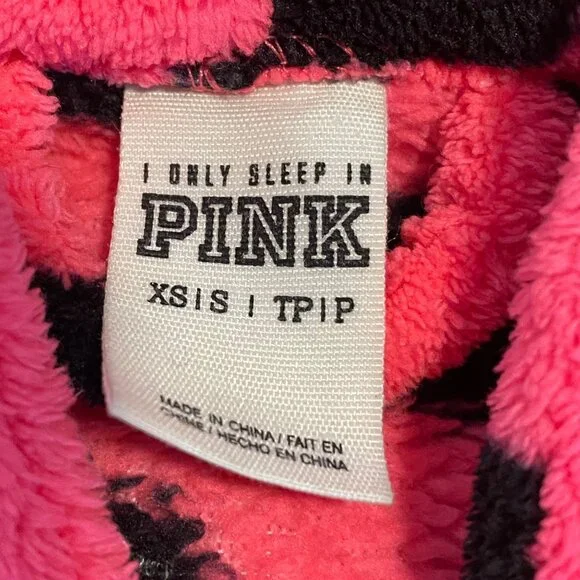 I ONLY SLEEP IN
PINK
XS|S | TP|P
MADE IN CHINA / FAIT EN
CHINE / HECHO EN CHINA